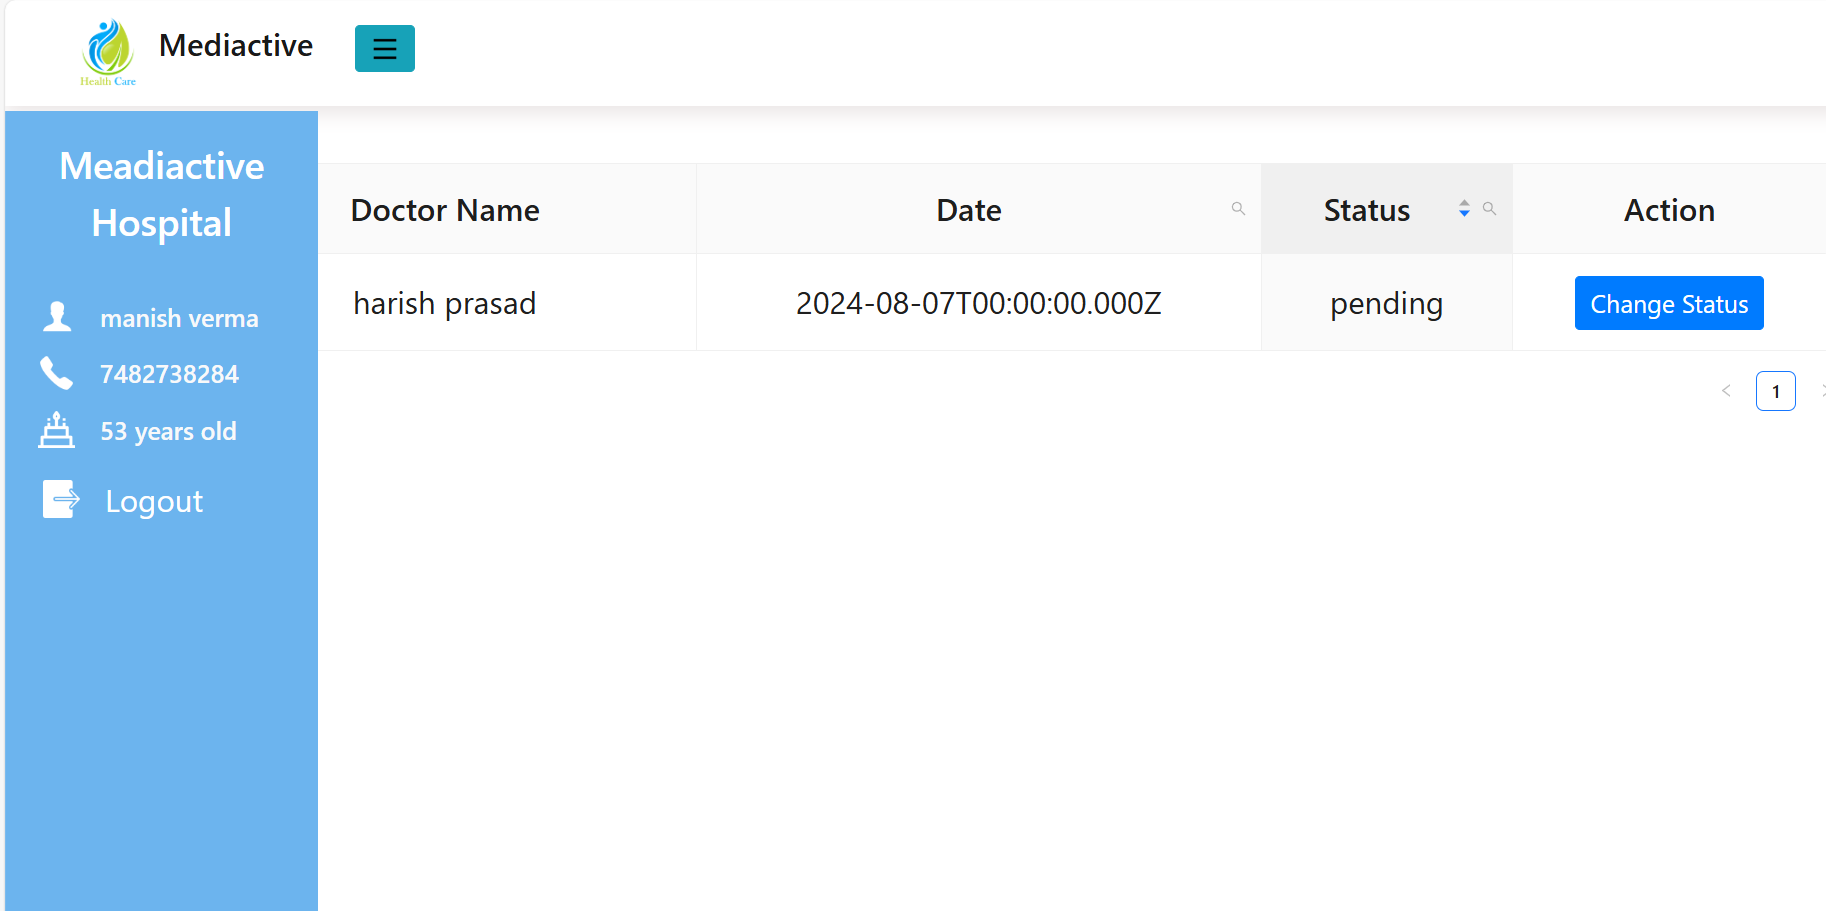 Health Care
Mediactive
Meadiactive
Hospital
manish verma
7482738284
53 years old
Logout
Doctor Name Date Status Action
harish prasad 2024-08-07T00:00:00.000Z pending Change Status
1